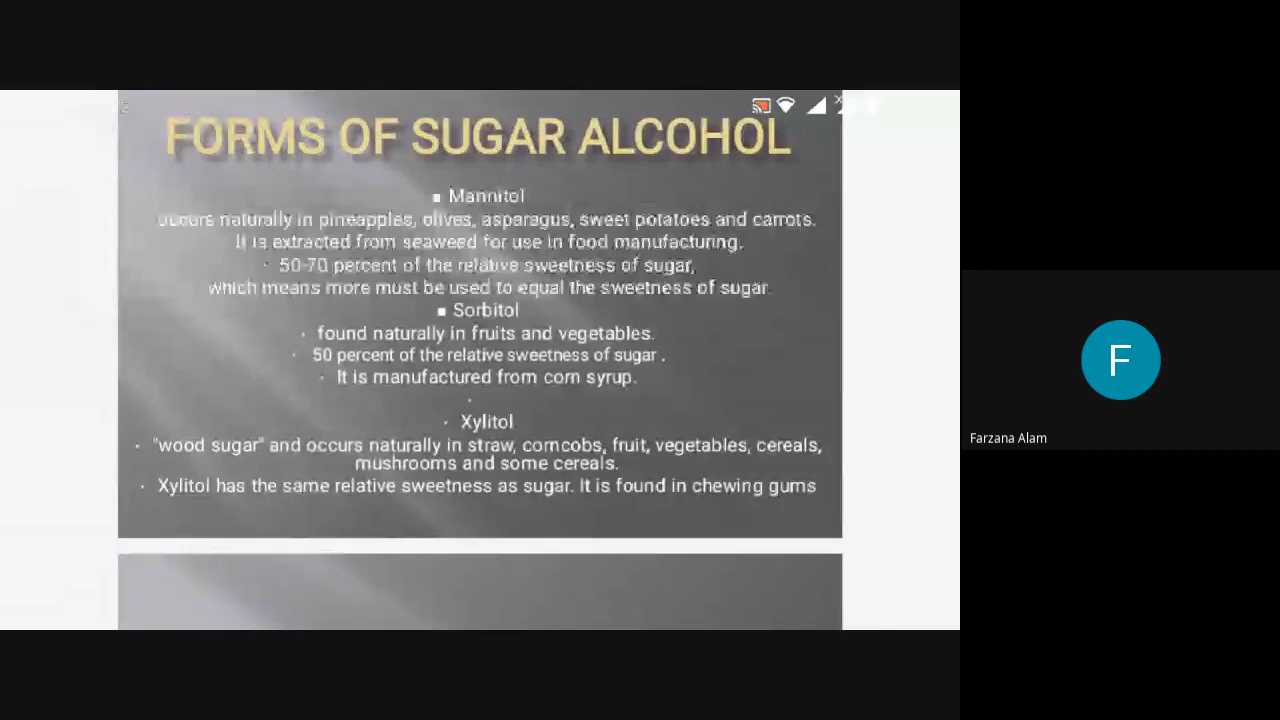 FORMS OF SUGAR ALCOHOL
▪ Mannitol
occurs naturally in pineapples, olives, asparagus, sweet potatoes and carrots.
It is extracted from seaweed for use in food manufacturing.
· 50-70 percent of the relative sweetness of sugar,
which means more must be used to equal the sweetness of sugar
▪ Sorbitol
· found naturally in fruits and vegetables.
· 50 percent of the relative sweetness of sugar .
· It is manufactured from corn syrup.
·
· Xylitol
· "wood sugar" and occurs naturally in straw, corncobs, fruit, vegetables, cereals,
mushrooms and some cereals.
· Xylitol has the same relative sweetness as sugar. It is found in chewing gums
F
Farzana Alam